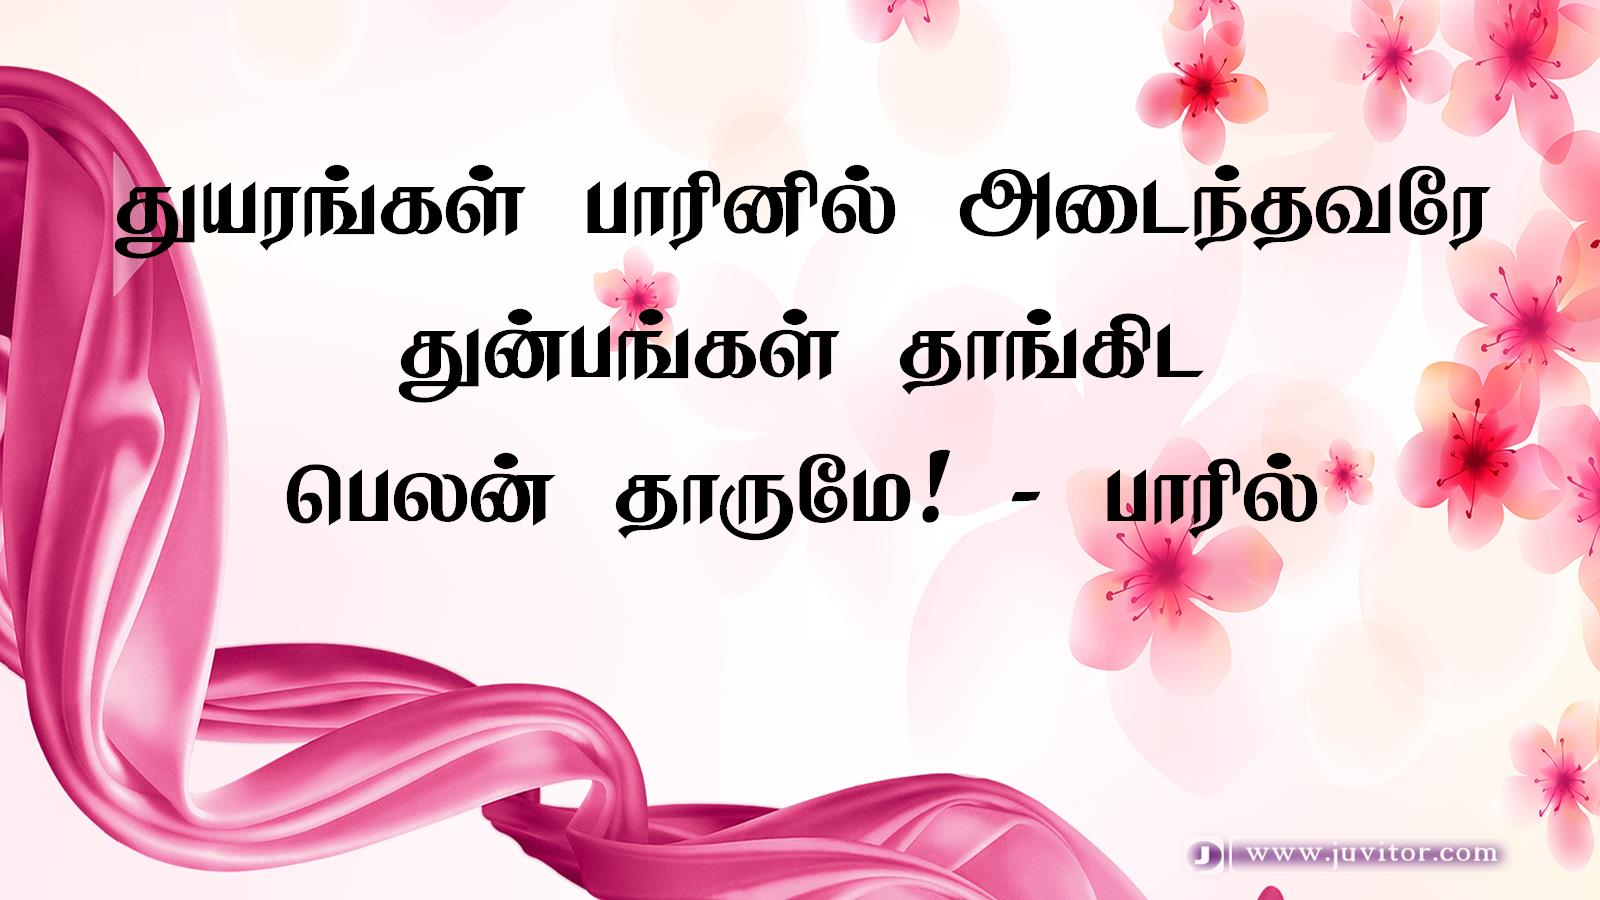 துயரங்கள் பாரினில் அடைந்தவரே
துன்பங்கள் தாங்கிட
பெலன் தாருமே! - பாரில்
J www.juvitor.com